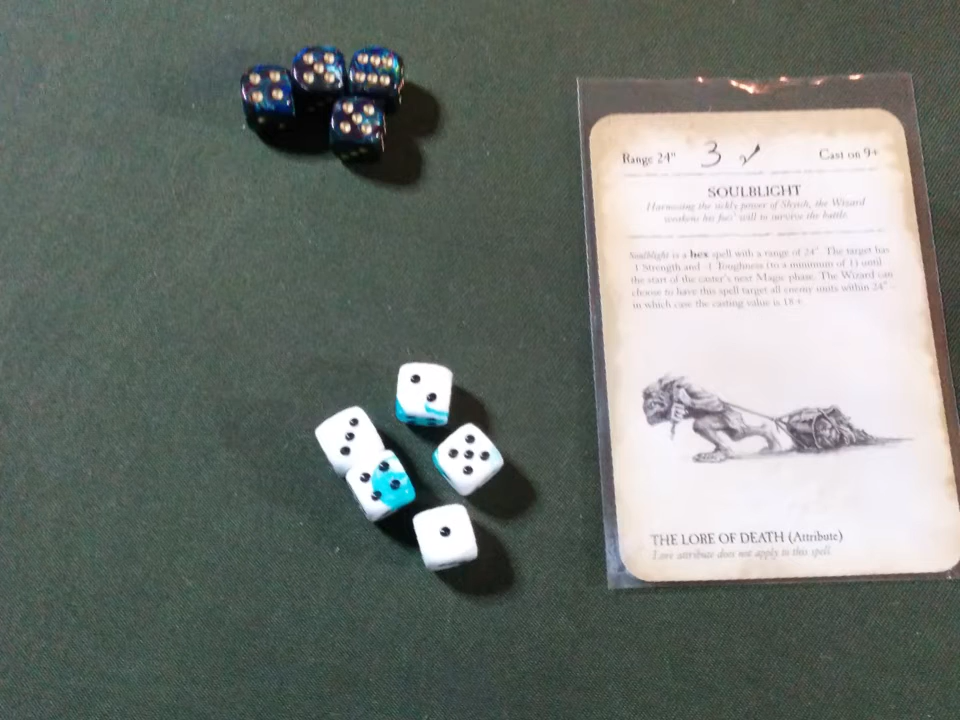 Range 24" 3 ✓ Cast on 9+
SOULBLIGHT
Harnessing the sickly power of Shyish, the Wizard
weakens his foes' will to survive the battle.
Soulblight is a hex spell with a range of 24". The target has
-1 Strength and -1 Toughness (to a minimum of 1) until
the start of the caster's next Magic phase. The Wizard can
choose to have this spell target all enemy units within 24" -
in which case the casting value is 18+
THE LORE OF DEATH (Attribute)
Lore attribute does not apply to this spell.